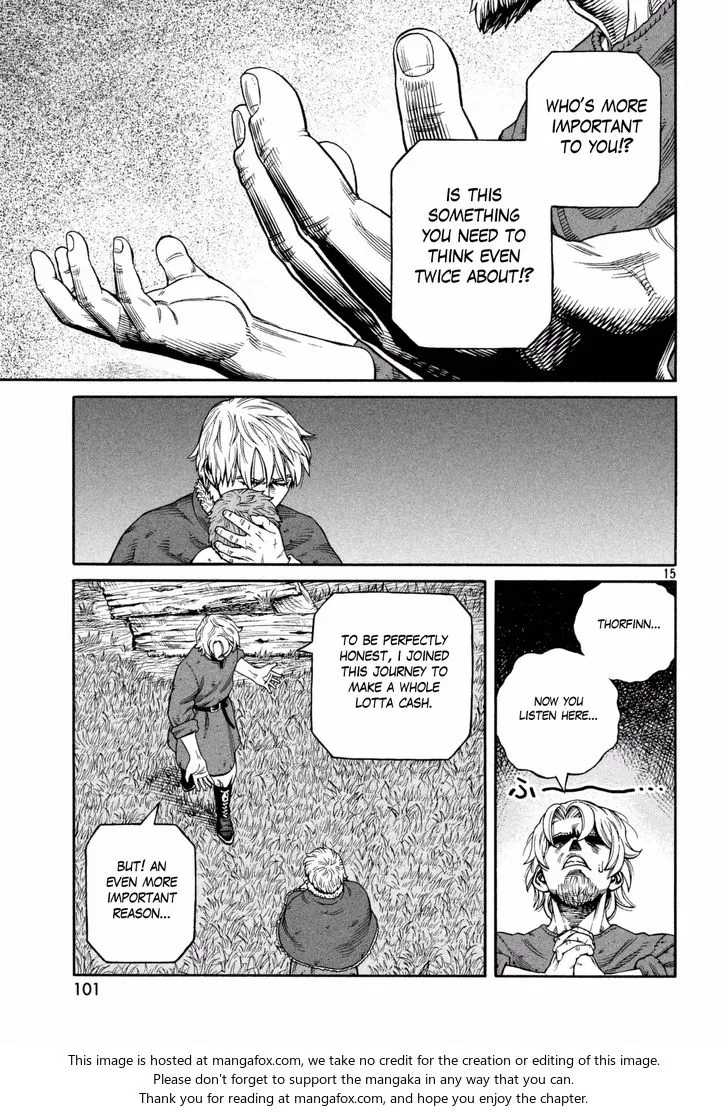 WHO'S MORE
IMPORTANT
TO YOU!?
IS THIS
SOMETHING
YOU NEED TO
THINK EVEN
TWICE ABOUT!?
15
THORFINN...
NOW YOU
LISTEN HERE...
ふ〜〜…
TO BE PERFECTLY
HONEST, I JOINED
THIS JOURNEY TO
MAKE A WHOLE
LOTTA CASH.
BUT! AN
EVEN MORE
IMPORTANT
REASON...
101
This image is hosted at mangafox.com, we take no credit for the creation or editing of this image.
Please don't forget to support the mangaka in any way that you can.
Thank you for reading at mangafox.com, and hope you enjoy the chapter.